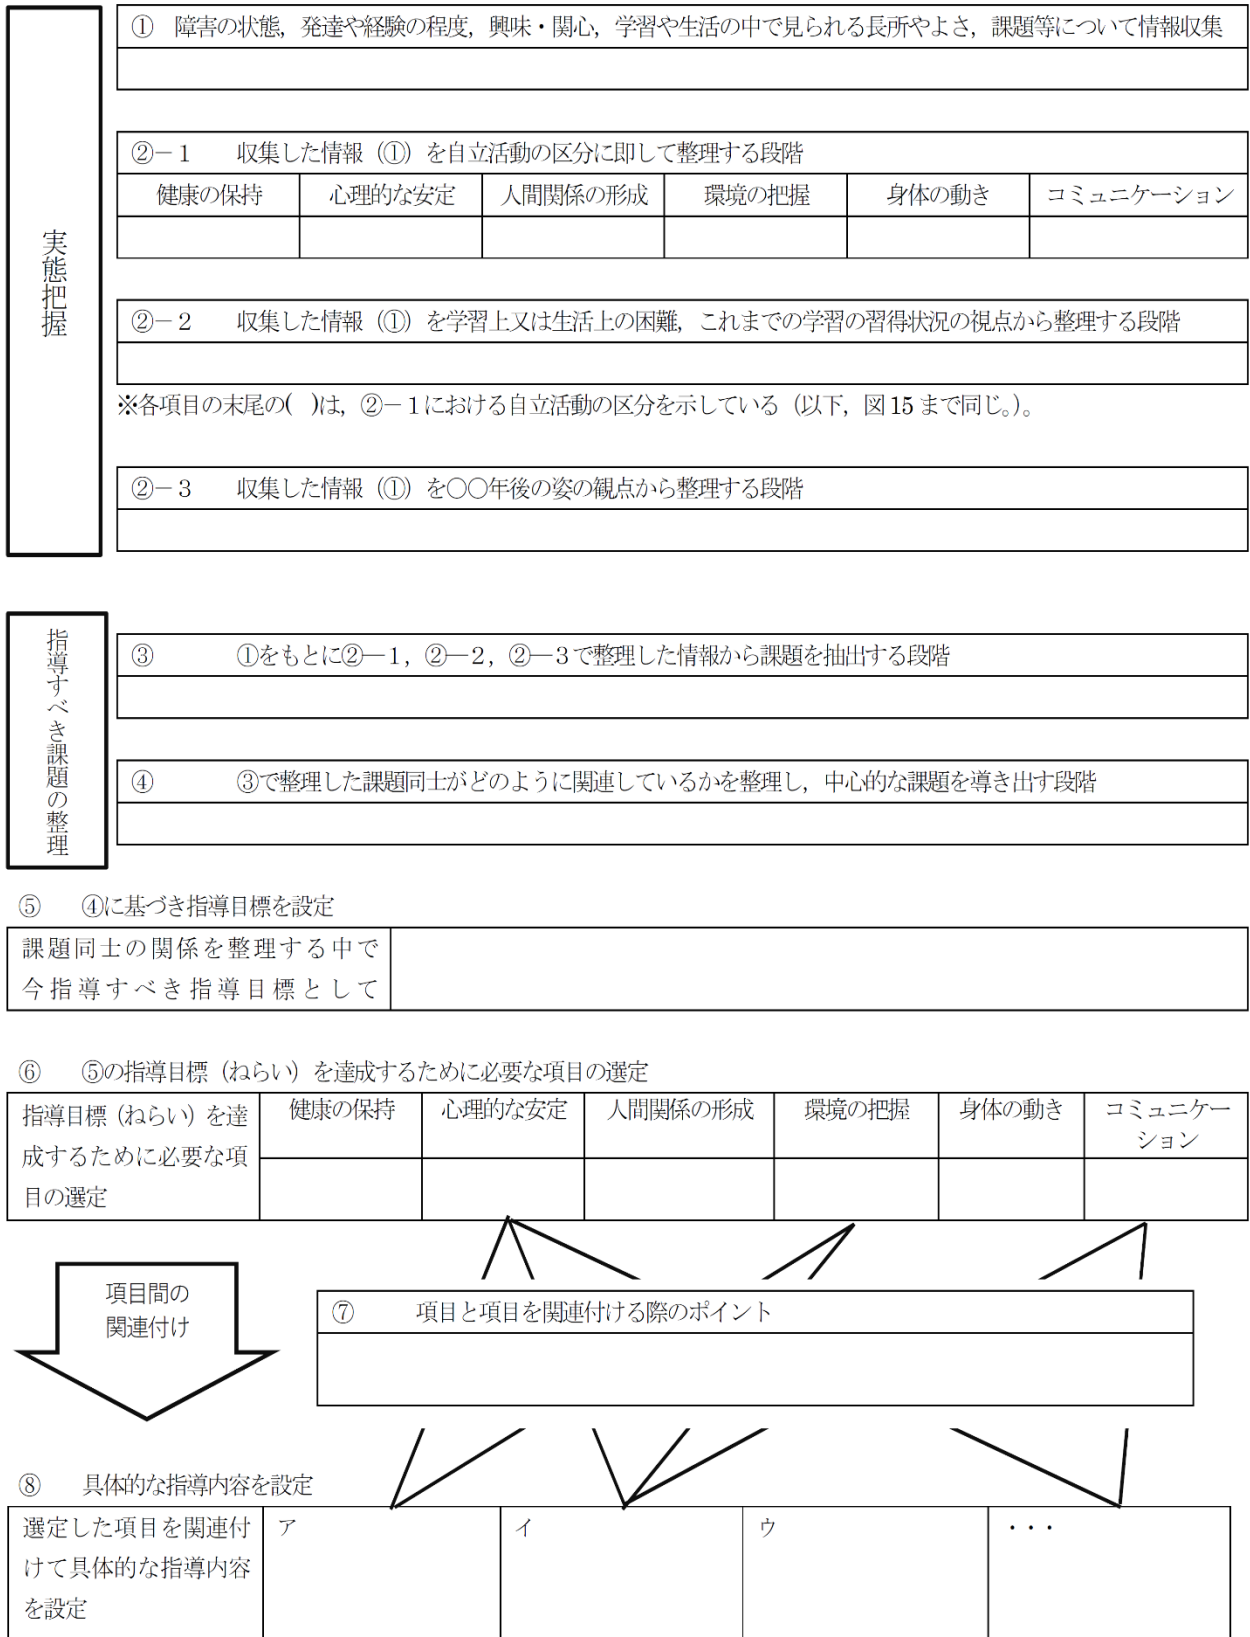 実態把握
①　障害の状態，発達や経験の程度，興味・関心，学習や生活の中で見られる長所やよさ，課題等について情報収集
②－１　　収集した情報（①）を自立活動の区分に即して整理する段階
健康の保持　心理的な安定　人間関係の形成　環境の把握　身体の動き　コミュニケーション
②－２　　収集した情報（①）を学習上又は生活上の困難，これまでの学習の習得状況の視点から整理する段階
※各項目の末尾の(　)は，②－１における自立活動の区分を示している（以下，図15まで同じ。）。
②－３　　収集した情報（①）を〇〇年後の姿の観点から整理する段階
指導すべき課題の整理
③　　　　①をもとに②―１，②―２，②―３で整理した情報から課題を抽出する段階
④　　　　③で整理した課題同士がどのように関連しているかを整理し，中心的な課題を導き出す段階
⑤　　④に基づき指導目標を設定
課題同士の関係を整理する中で
今指導すべき指導目標として
⑥　　⑤の指導目標（ねらい）を達成するために必要な項目の選定
指導目標（ねらい）を達
成するために必要な項
目の選定
健康の保持　心理的な安定　人間関係の形成　環境の把握　身体の動き　コミュニケー
ション
項目間の
関連付け
⑦　　　項目と項目を関連付ける際のポイント
⑧　　具体的な指導内容を設定
選定した項目を関連付
けて具体的な指導内容
を設定
ア　イ　ウ　・・・